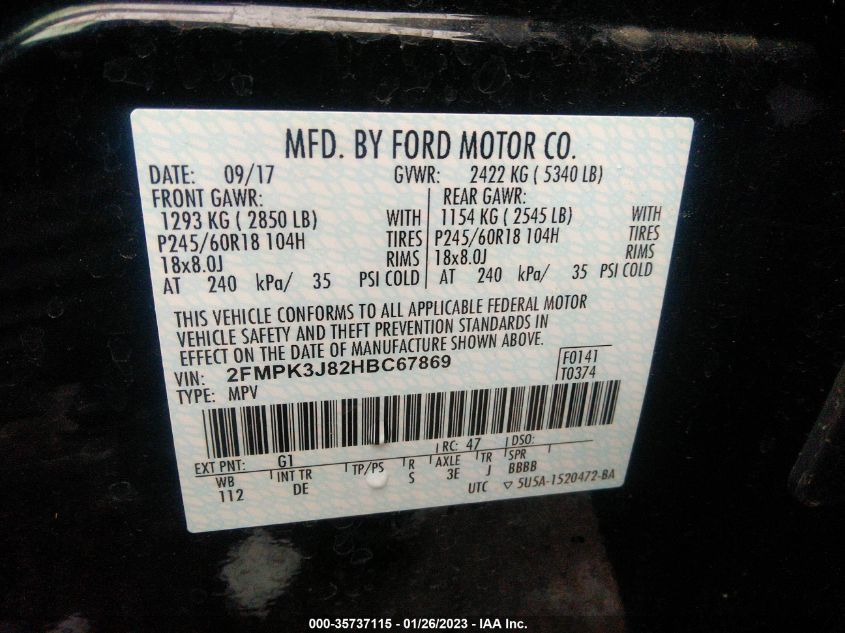 MFD. BY FORD MOTOR CO.
DATE: 09/17 GVWR: 2422 KG ( 5340 LB)
FRONT GAWR: REAR GAWR:
1293 KG ( 2850 LB) WITH 1154 KG ( 2545 LB) WITH
P245/60R18 104H TIRES P245/60R18 104H TIRES
18x8.0J RIMS 18x8.0J RIMS
AT 240 kPa/ 35 PSI COLD AT 240 kPa/ 35 PSI COLD
THIS VEHICLE CONFORMS TO ALL APPLICABLE FEDERAL MOTOR
VEHICLE SAFETY AND THEFT PREVENTION STANDARDS IN
EFFECT ON THE DATE OF MANUFACTURE SHOWN ABOVE.
VIN: 2FMPK3J82HBC67869 F0141
TYPE: MPV T0374
EXT PNT: G1 RC: 47 DSO:
WB INT TR TP/PS R AXLE TR SPR
112 DE S 3E J BBBB
UTC ▽ 5U5A-1520472-BA
000-35737115 - 01/26/2023 - IAA Inc.